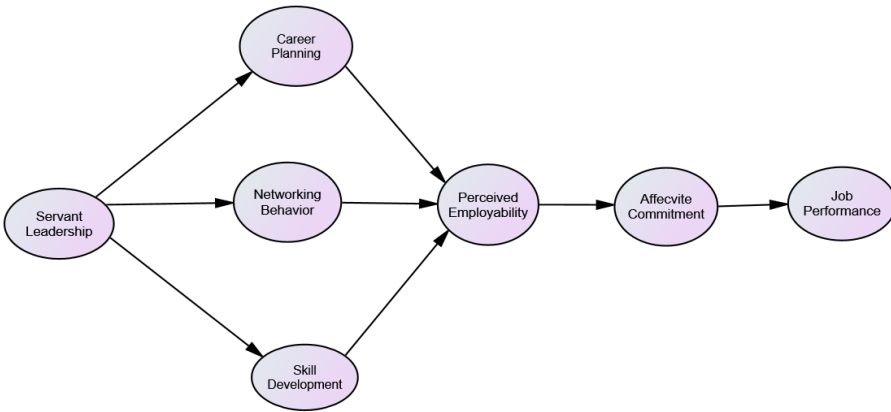 Career
Planning
Networking
Behavior
Servant
Leadership
Skill
Development
Perceived
Employability
Affecvite
Commitment
Job
Performance